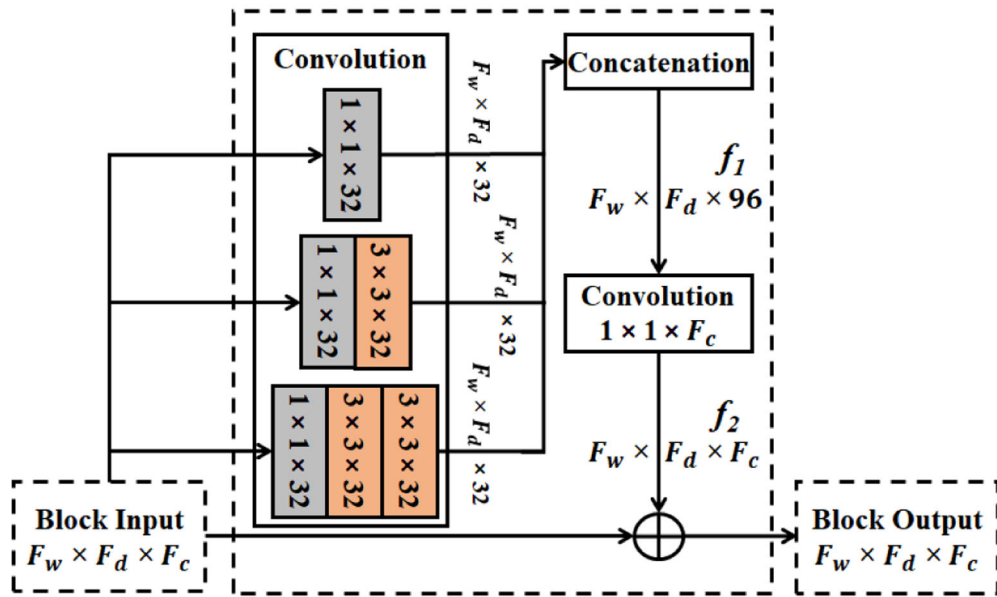 Convolution
1 × 1 × 32
F_w × F_d × 32
1 × 1 × 32
3 × 3 × 32
F_w × F_d × 32
1 × 1 × 32
3 × 3 × 32
3 × 3 × 32
F_w × F_d × 32
Concatenation
f_1
F_w × F_d × 96
Convolution
1 × 1 × F_c
f_2
F_w × F_d × F_c
Block Input
F_w × F_d × F_c
Block Output
F_w × F_d × F_c